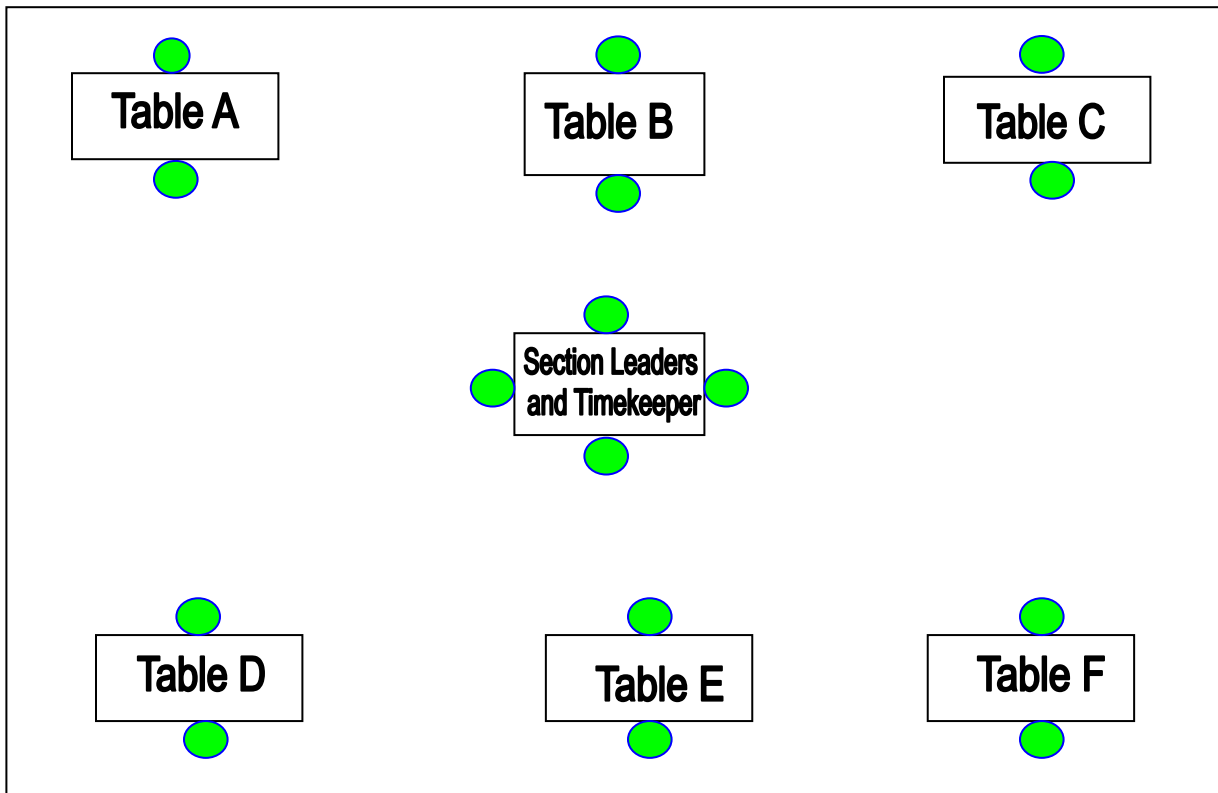 Table A
Table B
Table C
Section Leaders
and Timekeeper
Table D
Table E
Table F